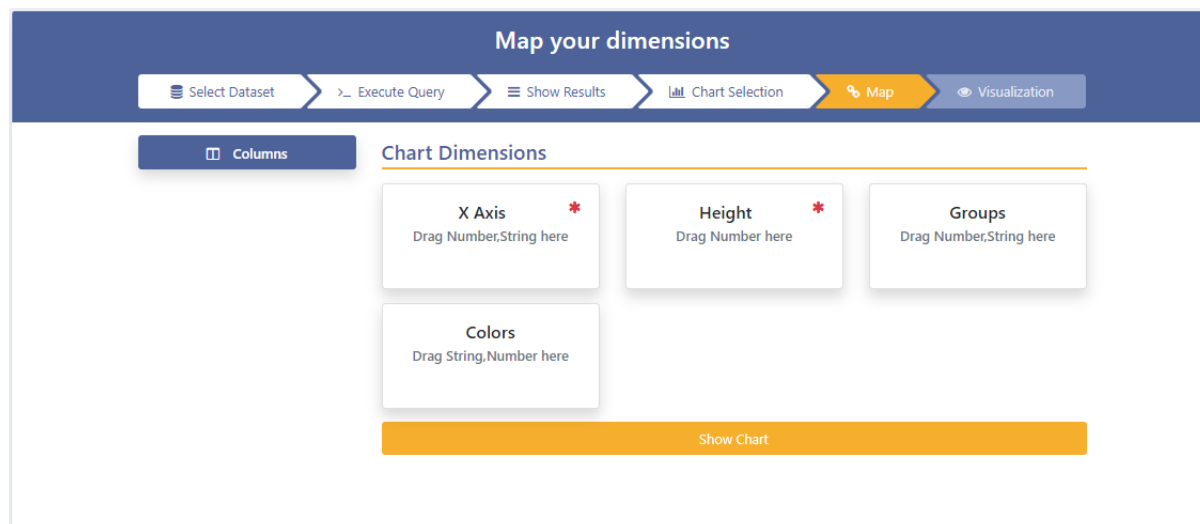 Map your dimensions
Select Dataset
>_ Execute Query
Show Results
Chart Selection
Map
Visualization
Columns
Chart Dimensions
X Axis *
Drag Number,String here
Height *
Drag Number here
Groups
Drag Number,String here
Colors
Drag String,Number here
Show Chart